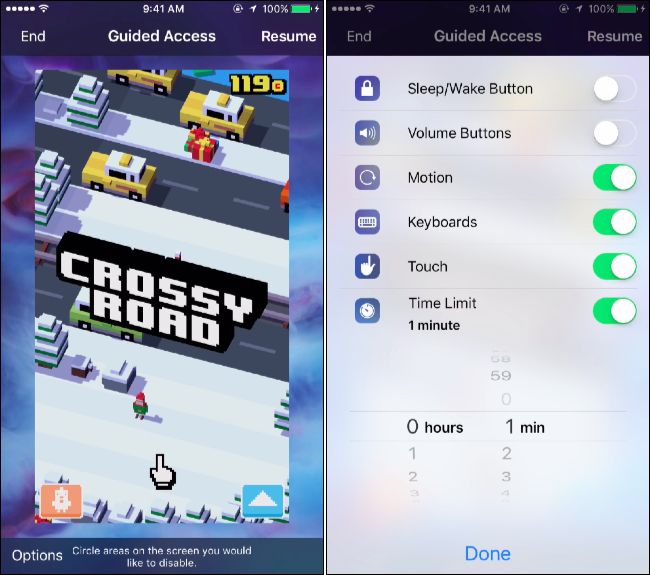 9:41 AM 100%
End Guided Access Resume
119
CROSSY
ROAD
Options Circle areas on the screen you would
like to disable.
9:41 AM 100%
End Guided Access Resume
Sleep/Wake Button
Volume Buttons
Motion
Keyboards
Touch
Time Limit
1 minute
58
59
0
0 hours 1 min
1 2
2 3
3 4
Done